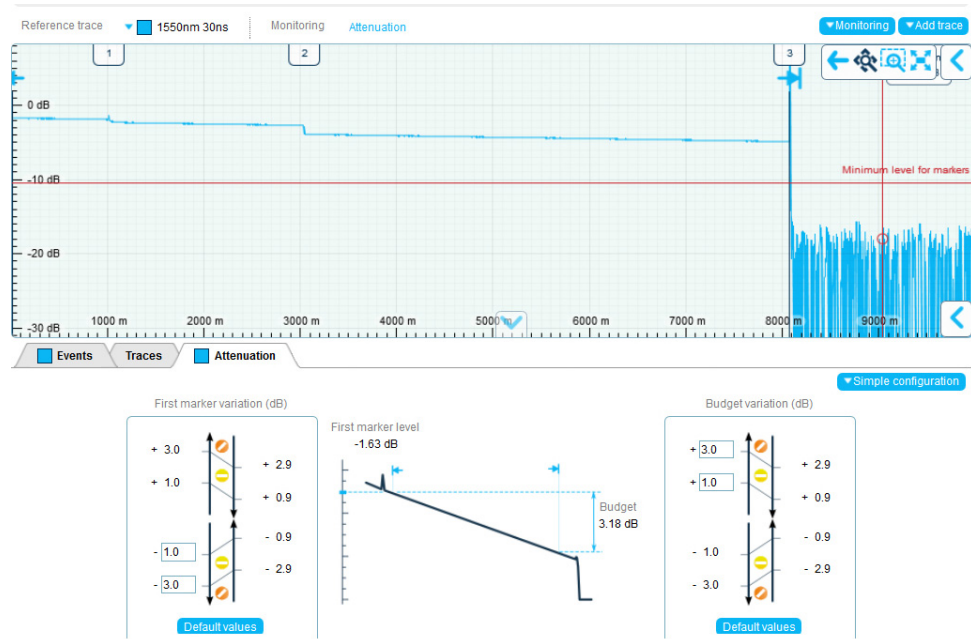 Reference trace ▼ 1550nm 30ns Monitoring Attenuation ▼Monitoring ▼Add trace
1 2 3
0 dB
Minimum level for markers
-10 dB
-20 dB
-30 dB
1000 m 2000 m 3000 m 4000 m 5000 m 6000 m 7000 m 8000 m 9000 m
Events Traces Attenuation
▼Simple configuration
First marker variation (dB)
+ 3.0
+ 2.9
+ 1.0
+ 0.9
- 0.9
- 1.0
- 2.9
- 3.0
Default values
First marker level
-1.63 dB
Budget
3.18 dB
Budget variation (dB)
+ 3.0
+ 2.9
+ 1.0
+ 0.9
- 0.9
- 1.0
- 2.9
- 3.0
Default values